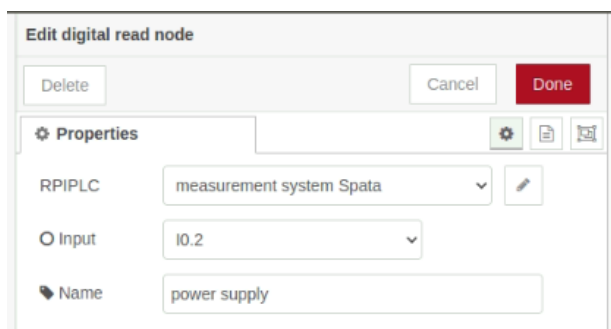 Edit digital read node
Delete Cancel Done
Properties
RPIPLC measurement system Spata
Input I0.2
Name power supply